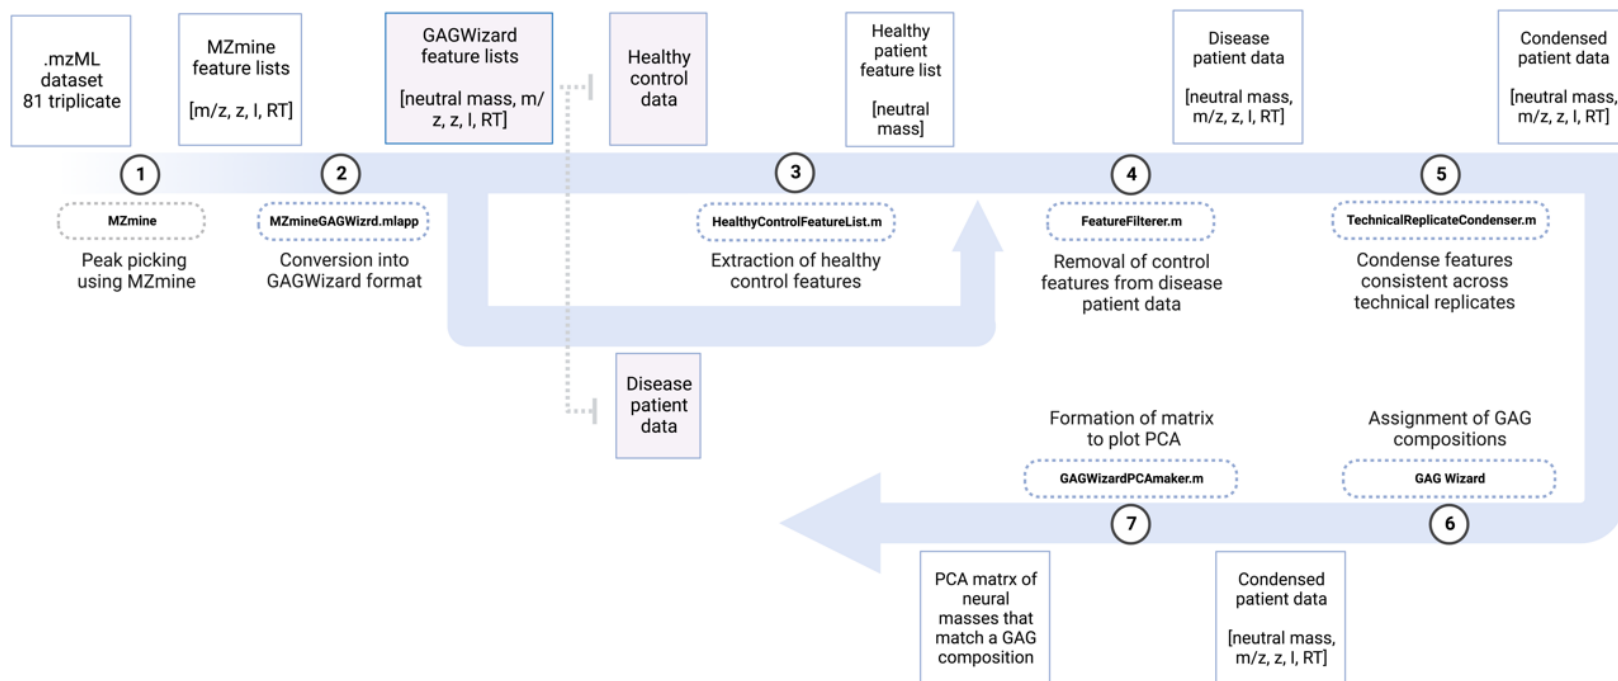 .mzML
dataset
81 triplicate
MZmine
feature lists
[m/z, z, I, RT]
GAGWizard
feature lists
[neutral mass, m/
z, z, I, RT]
Healthy
control
data
Healthy
patient
feature list
[neutral
mass]
Disease
patient data
[neutral mass,
m/z, z, I, RT]
Condensed
patient data
[neutral mass,
m/z, z, I, RT]
1
MZmine
Peak picking
using MZmine
2
MZmineGAGWizrd.mlapp
Conversion into
GAGWizard format
3
HealthyControlFeatureList.m
Extraction of healthy
control features
4
FeatureFilterer.m
Removal of control
features from disease
patient data
5
TechnicalReplicateCondenser.m
Condense features
consistent across
technical replicates
Disease
patient
data
Assignment of GAG
compositions
GAG Wizard
6
Condensed
patient data
[neutral mass,
m/z, z, I, RT]
Formation of matrix
to plot PCA
GAGWizardPCAmaker.m
7
PCA matrx of
neural
masses that
match a GAG
composition